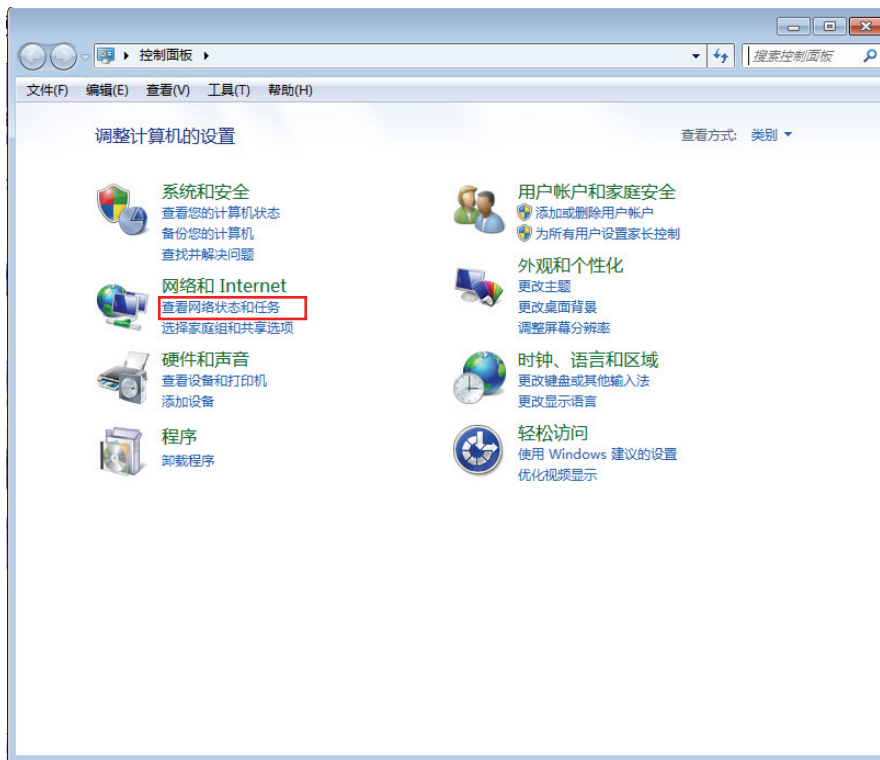 控制面板
搜索控制面板
文件(F) 编辑(E) 查看(V) 工具(T) 帮助(H)
调整计算机的设置
查看方式: 类别
系统和安全
查看您的计算机状态
备份您的计算机
查找并解决问题
网络和 Internet
查看网络状态和任务
选择家庭组和共享选项
硬件和声音
查看设备和打印机
添加设备
程序
卸载程序
用户帐户和家庭安全
添加或删除用户帐户
为所有用户设置家长控制
外观和个性化
更改主题
更改桌面背景
调整屏幕分辨率
时钟、语言和区域
更改键盘或其他输入法
更改显示语言
轻松访问
使用 Windows 建议的设置
优化视频显示